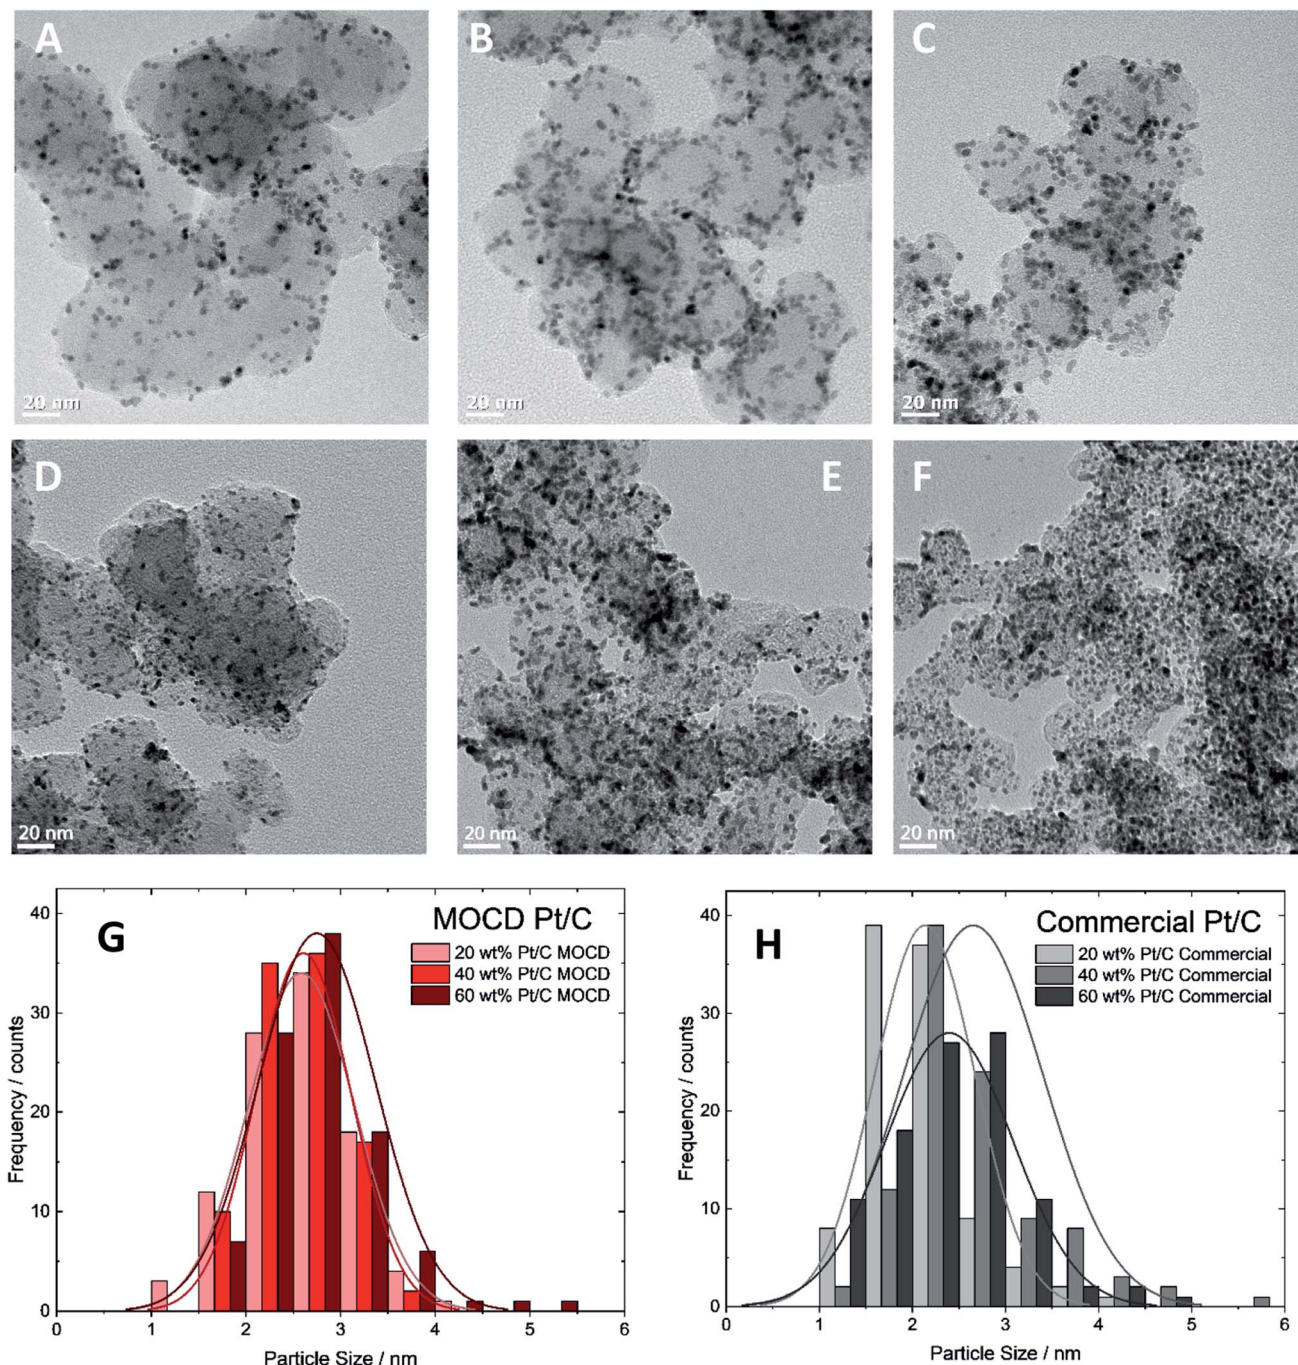 A
B
C
20 nm
20 nm
20 nm
D
E
F
20 nm
20 nm
20 nm
G
MOCD Pt/C
20 wt% Pt/C MOCD
40 wt% Pt/C MOCD
60 wt% Pt/C MOCD
Frequency / counts
40
30
20
10
0
0 1 2 3 4 5 6
Particle Size / nm
H
Commercial Pt/C
20 wt% Pt/C Commercial
40 wt% Pt/C Commercial
60 wt% Pt/C Commercial
Frequency / counts
40
30
20
10
0
0 1 2 3 4 5 6
Particle Size / nm